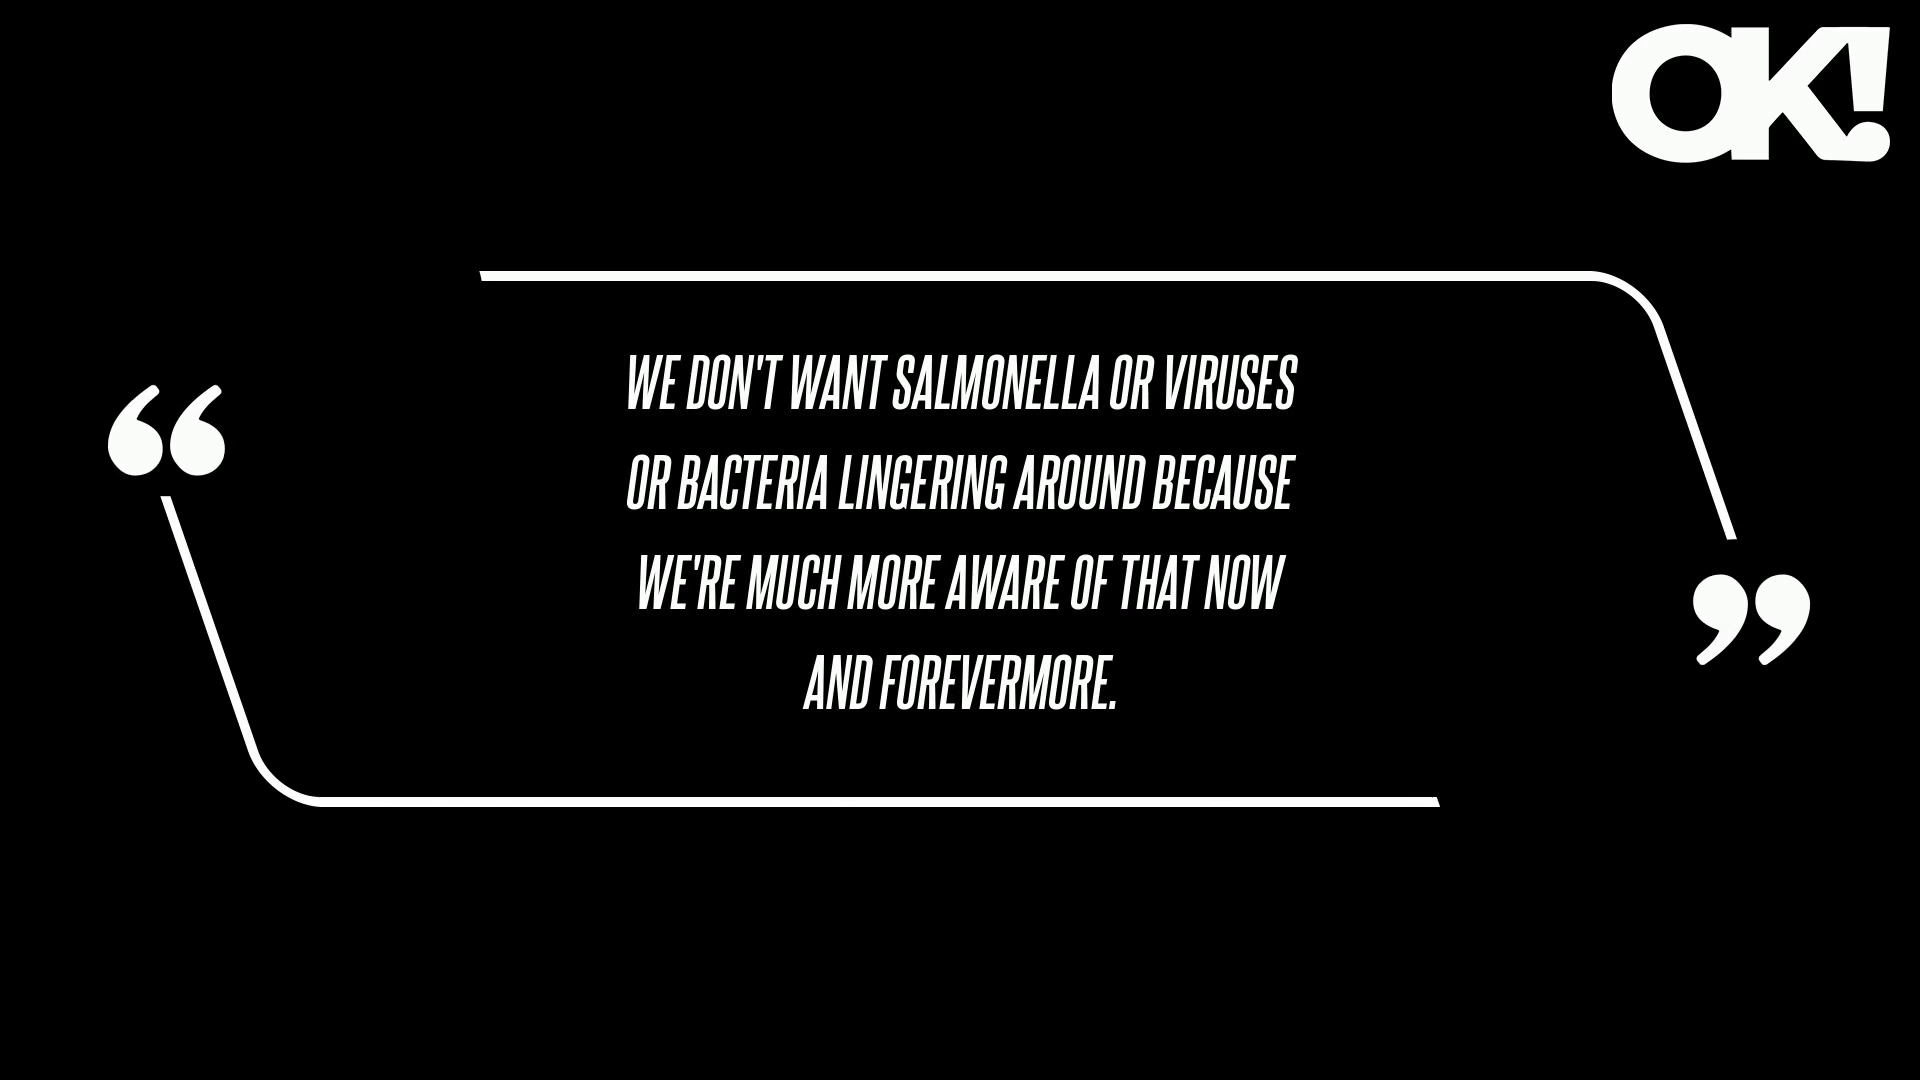 OK!
WE DON'T WANT SALMONELLA OR VIRUSES
OR BACTERIA LINGERING AROUND BECAUSE
WE'RE MUCH MORE AWARE OF THAT NOW
AND FOREVERMORE.